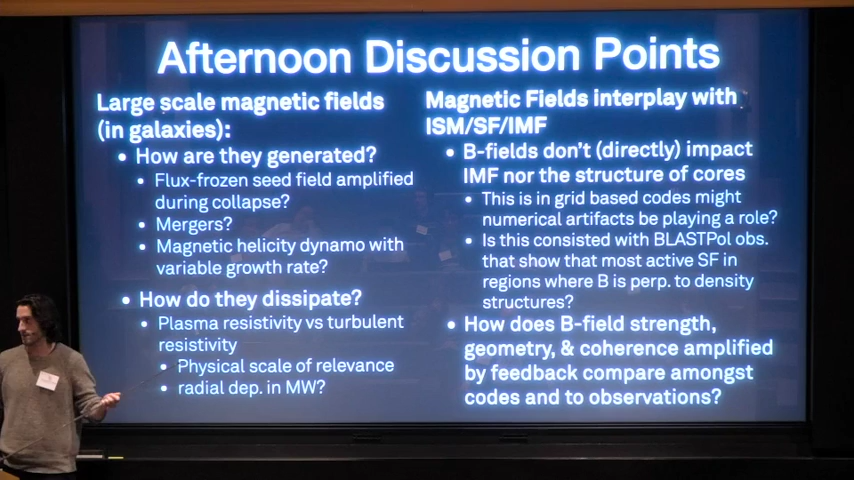 Afternoon Discussion Points
Large scale magnetic fields
(in galaxies):
• How are they generated?
• Flux-frozen seed field amplified
during collapse?
• Mergers?
• Magnetic helicity dynamo with
variable growth rate?
• How do they dissipate?
• Plasma resistivity vs turbulent
resistivity
• Physical scale of relevance
• radial dep. in MW?
Magnetic Fields interplay with
ISM/SF/IMF
• B-fields don't (directly) impact
IMF nor the structure of cores
• This is in grid based codes might
numerical artifacts be playing a role?
• Is this consisted with BLASTPol obs.
that show that most active SF in
regions where B is perp. to density
structures?
• How does B-field strength,
geometry, & coherence amplified
by feedback compare amongst
codes and to observations?